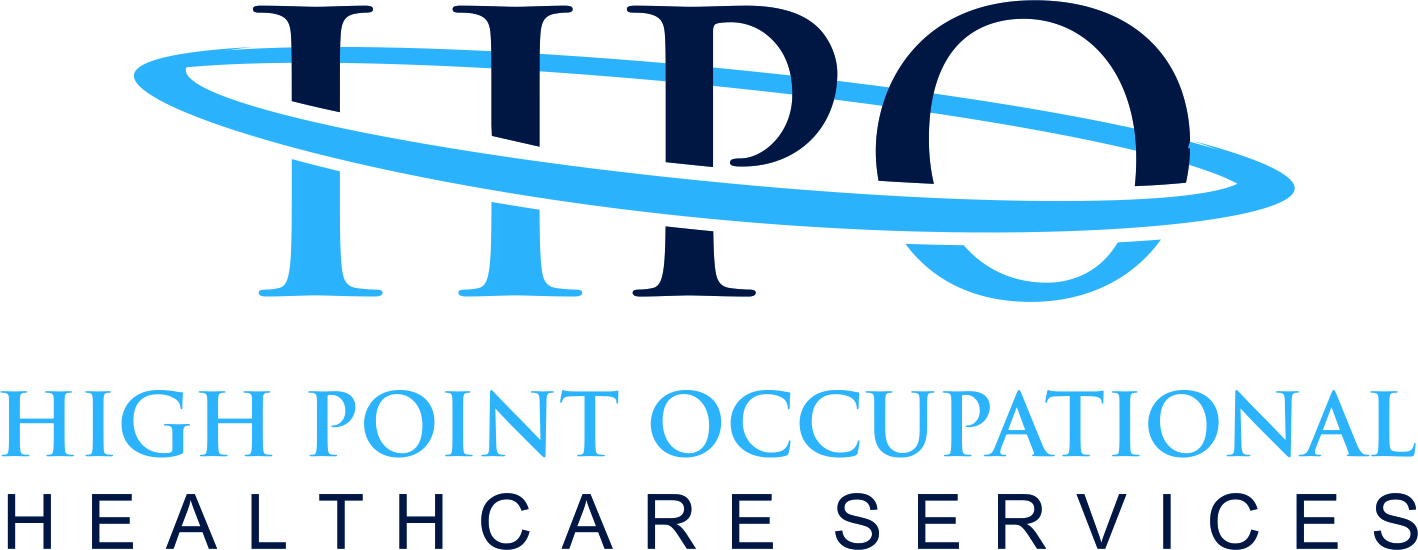 HPO
HIGH POINT OCCUPATIONAL
HEALTHCARE SERVICES